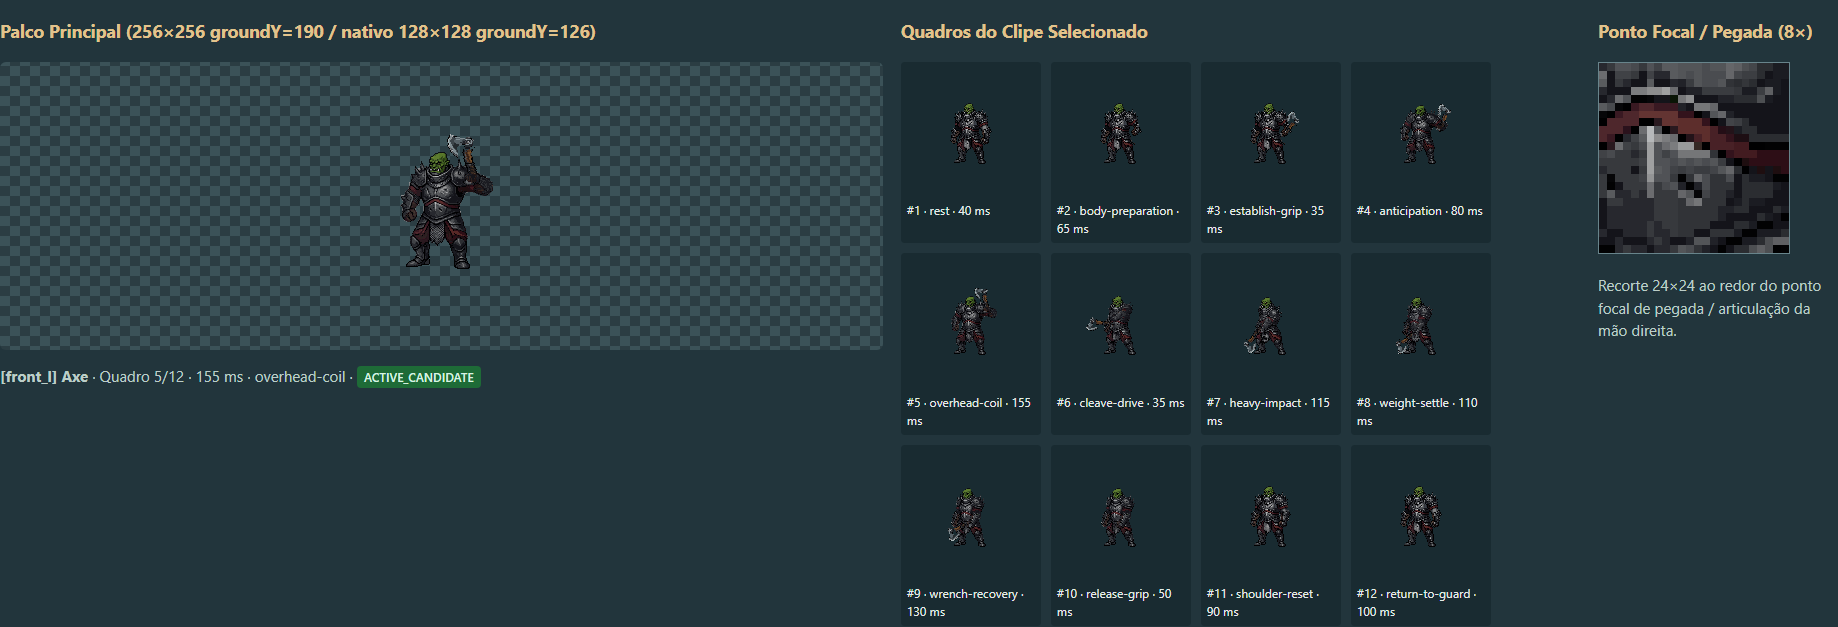 Palco Principal (256×256 groundY=190 / nativo 128×128 groundY=126)
[front_l] Axe · Quadro 5/12 · 155 ms · overhead-coil · ACTIVE_CANDIDATE
Quadros do Clipe Selecionado
#1 · rest · 40 ms
#2 · body-preparation ·
65 ms
#3 · establish-grip · 35
ms
#4 · anticipation · 80 ms
#5 · overhead-coil · 155
ms
#6 · cleave-drive · 35 ms
#7 · heavy-impact · 115
ms
#8 · weight-settle · 110
ms
#9 · wrench-recovery ·
130 ms
#10 · release-grip · 50
ms
#11 · shoulder-reset ·
90 ms
#12 · return-to-guard ·
100 ms
Ponto Focal / Pegada (8×)
Recorte 24×24 ao redor do ponto
focal de pegada / articulação da
mão direita.